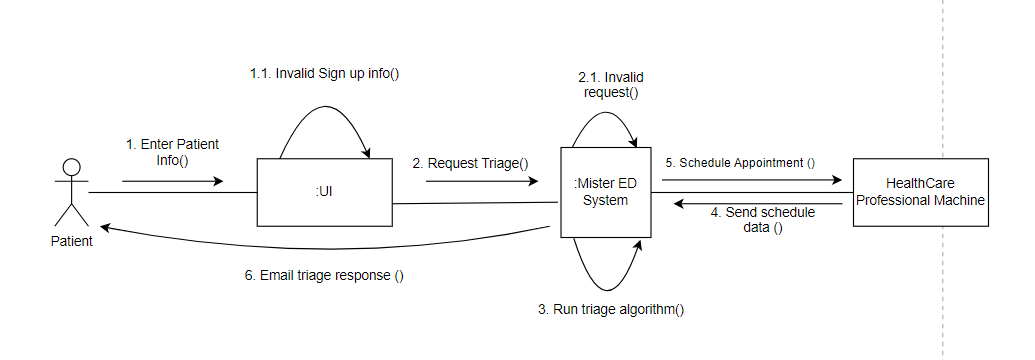 1.1. Invalid Sign up info()
2.1. Invalid
request()
1. Enter Patient
Info()
2. Request Triage()
5. Schedule Appointment ()
:UI
:Mister ED
System
HealthCare
Professional Machine
4. Send schedule
data ()
Patient
6. Email triage response ()
3. Run triage algorithm()